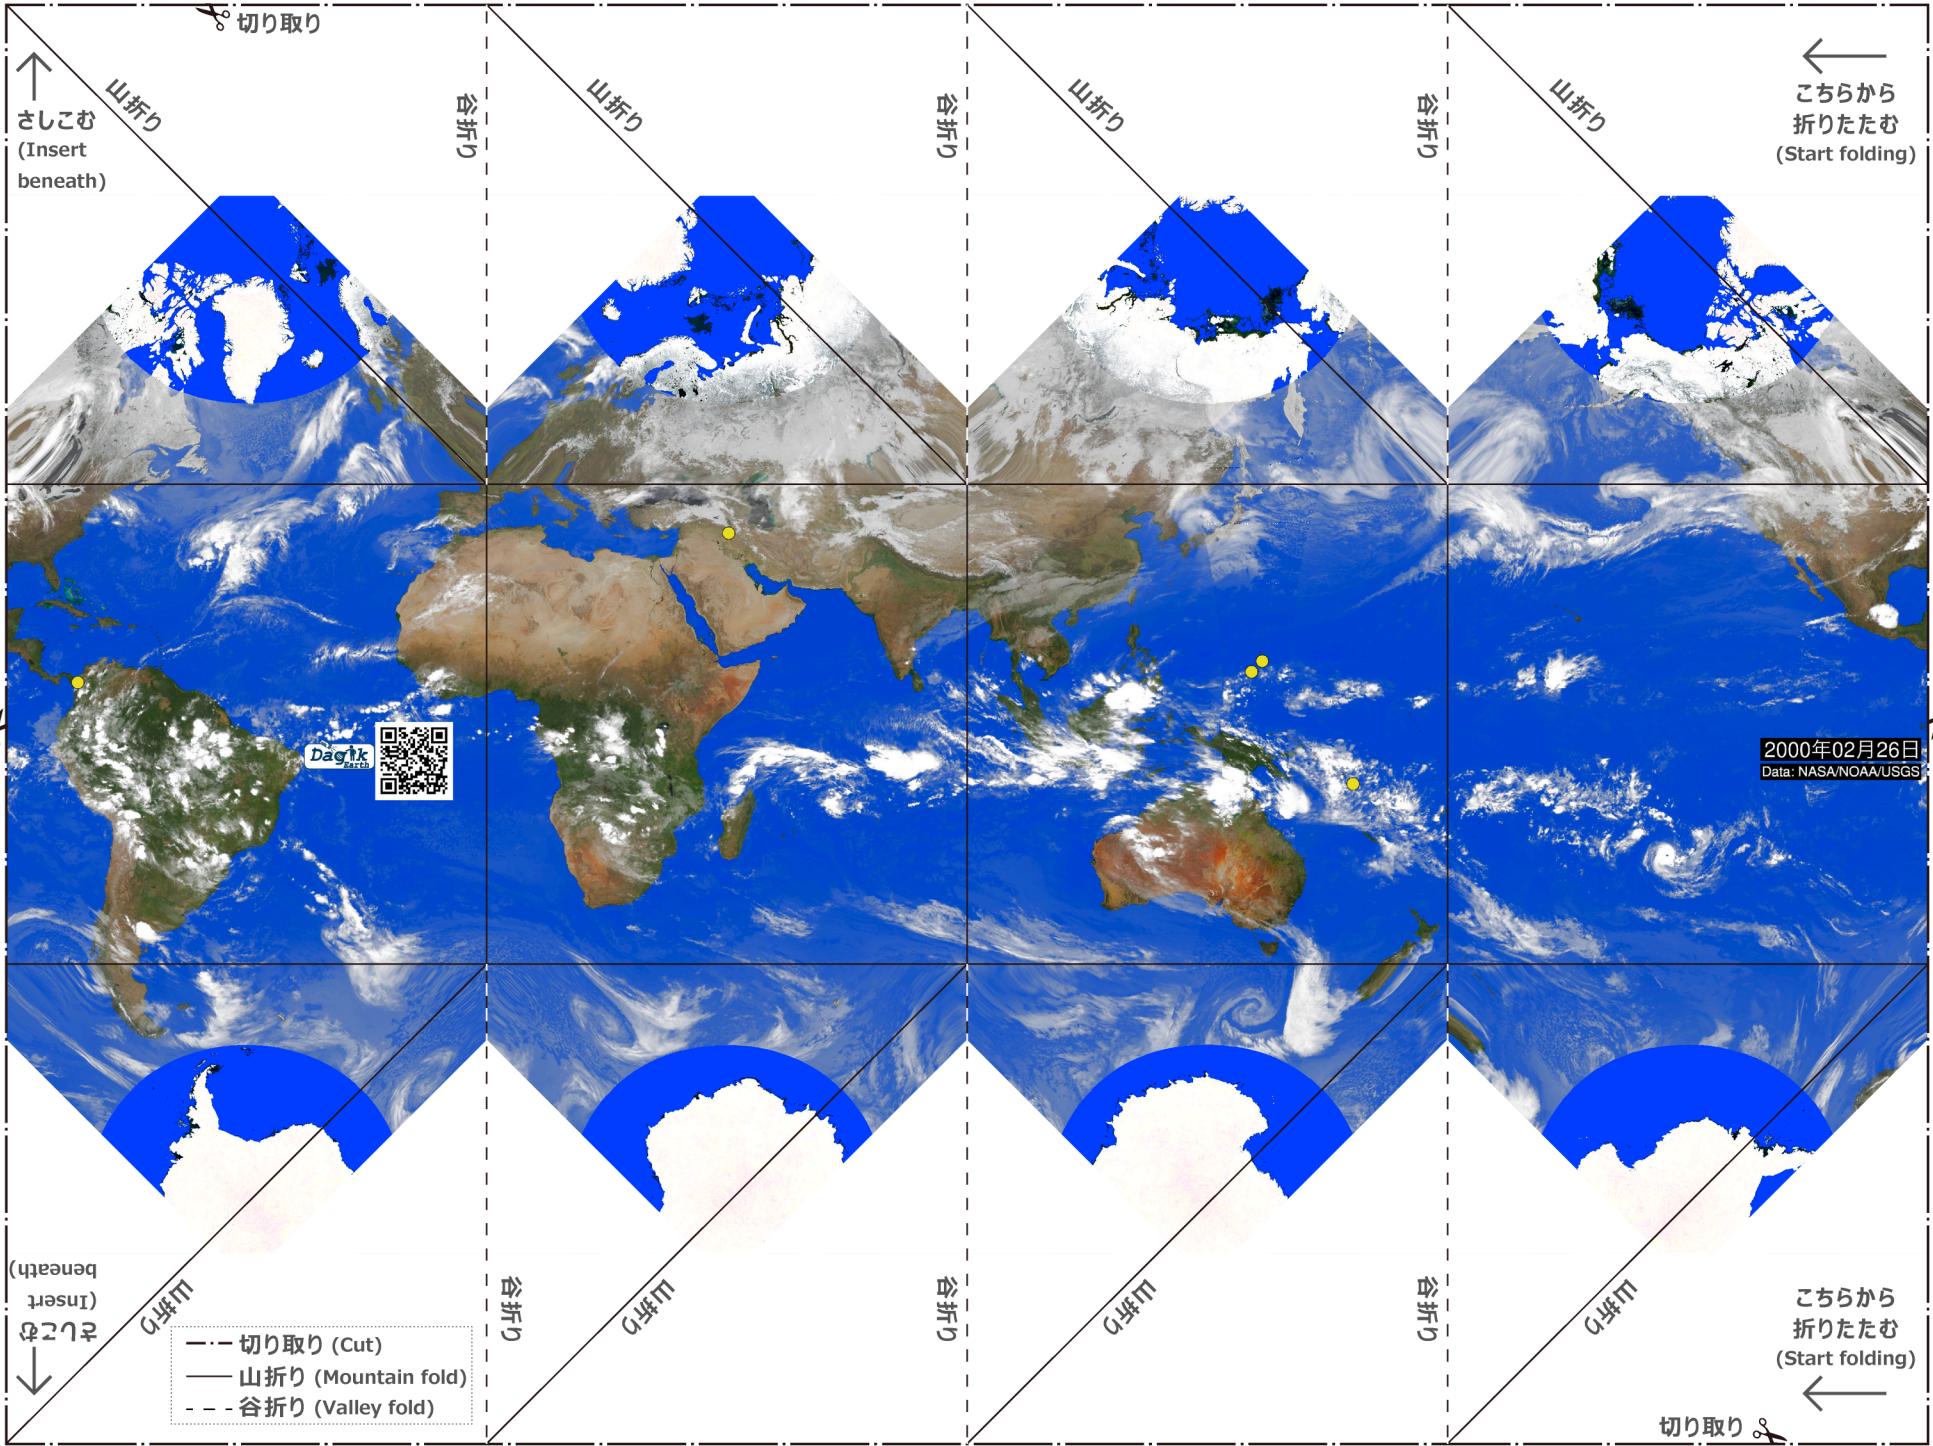 切り取り
山折り
谷折り
山折り
谷折り
山折り
谷折り
山折り
さしこむ
(Insert
beneath)
こちらから
折りたたむ
(Start folding)
Dagik
Earth
2000年02月26日
Data: NASA/NOAA/USGS
さしこむ
(Insert
beneath)
山折り
谷折り
山折り
谷折り
山折り
谷折り
山折り
こちらから
折りたたむ
(Start folding)
切り取り (Cut)
山折り (Mountain fold)
谷折り (Valley fold)
切り取り